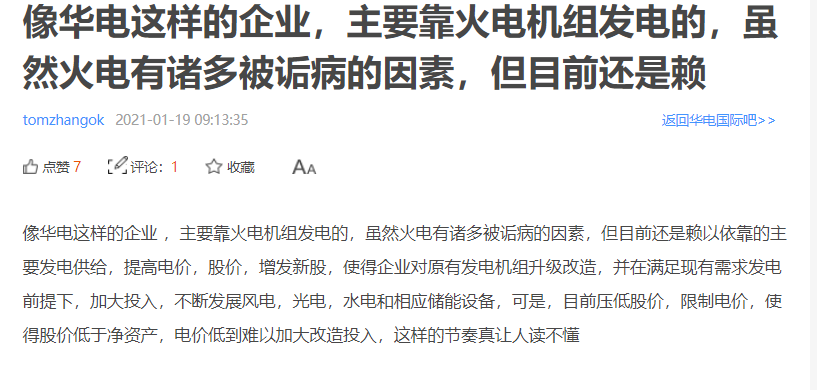 像华电这样的企业，主要靠火电机组发电的，虽
然火电有诸多被诟病的因素，但目前还是赖
tomzhangok 2021-01-19 09:13:35 返回华电国际吧>>
点赞 7 评论：1 收藏 AA
像华电这样的企业 ，主要靠火电机组发电的，虽然火电有诸多被诟病的因素，但目前还是赖以依靠的主
要发电供给，提高电价，股价，增发新股，使得企业对原有发电机组升级改造，并在满足现有需求发电
前提下，加大投入，不断发展风电，光电，水电和相应储能设备，可是，目前压低股价，限制电价，使
得股价低于净资产，电价低到难以加大改造投入，这样的节奏真让人读不懂